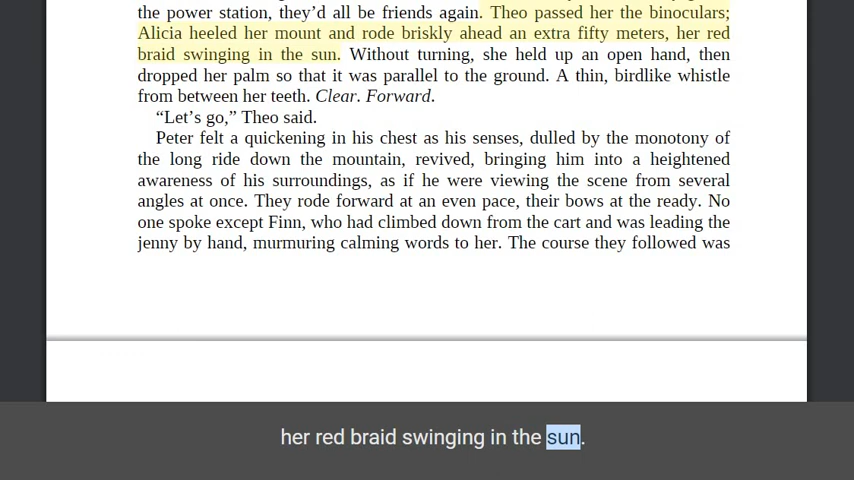 the power station, they’d all be friends again. Theo passed her the binoculars;
Alicia heeled her mount and rode briskly ahead an extra fifty meters, her red
braid swinging in the sun. Without turning, she held up an open hand, then
dropped her palm so that it was parallel to the ground. A thin, birdlike whistle
from between her teeth. Clear. Forward.
“Let’s go,” Theo said.
Peter felt a quickening in his chest as his senses, dulled by the monotony of
the long ride down the mountain, revived, bringing him into a heightened
awareness of his surroundings, as if he were viewing the scene from several
angles at once. They rode forward at an even pace, their bows at the ready. No
one spoke except Finn, who had climbed down from the cart and was leading the
jenny by hand, murmuring calming words to her. The course they followed was
her red braid swinging in the sun.